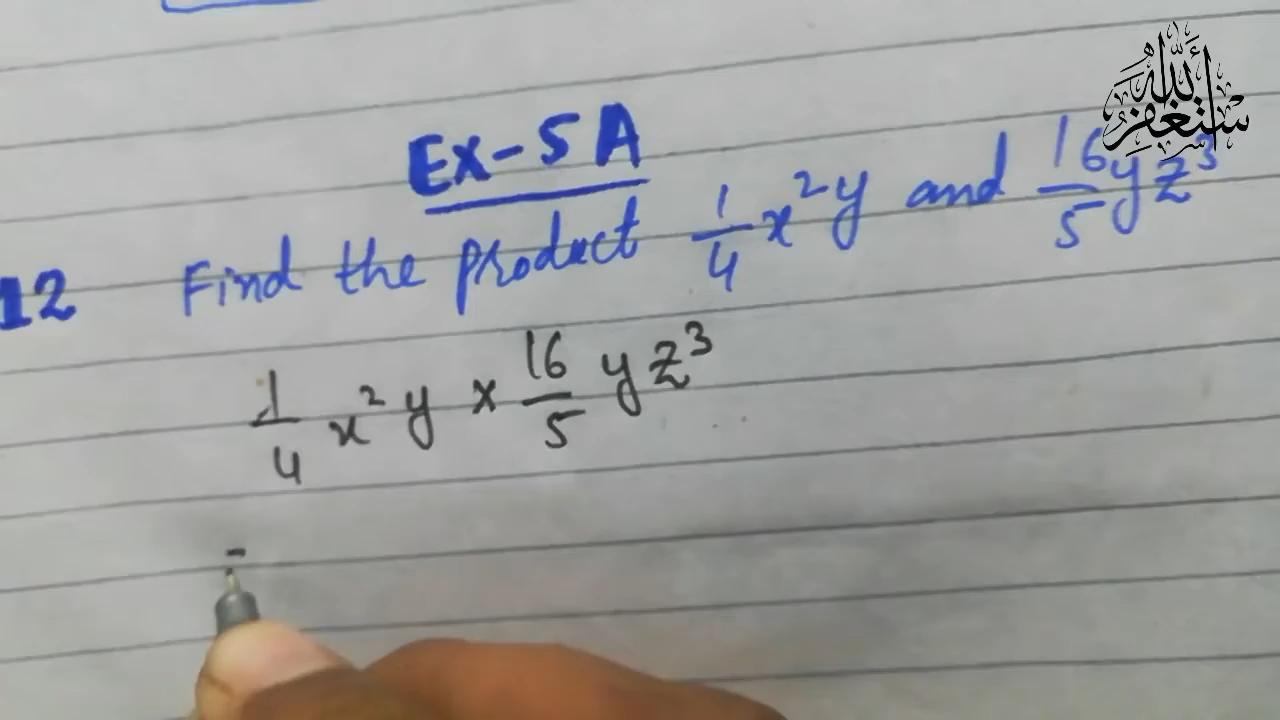 أستغفر الله
Ex-5A
12 Find the product 1/4 x²y and 16/5 yz³
1/4 x²y × 16/5 yz³
-